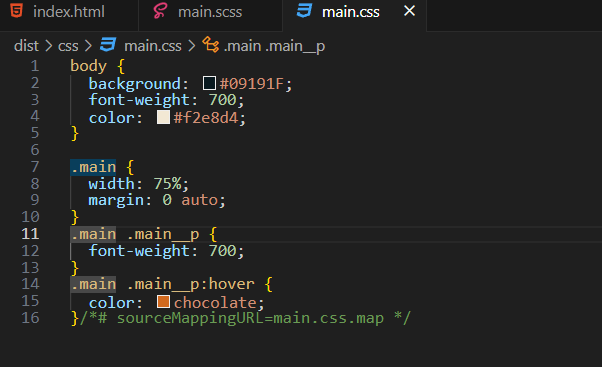 index.html main.scss main.css ×
dist > css > main.css > .main .main__p
1 body {
2 background: #09191F;
3 font-weight: 700;
4 color: #f2e8d4;
5 }
6
7 .main {
8 width: 75%;
9 margin: 0 auto;
10 }
11 .main .main__p {
12 font-weight: 700;
13 }
14 .main .main__p:hover {
15 color: chocolate;
16 }/*# sourceMappingURL=main.css.map */